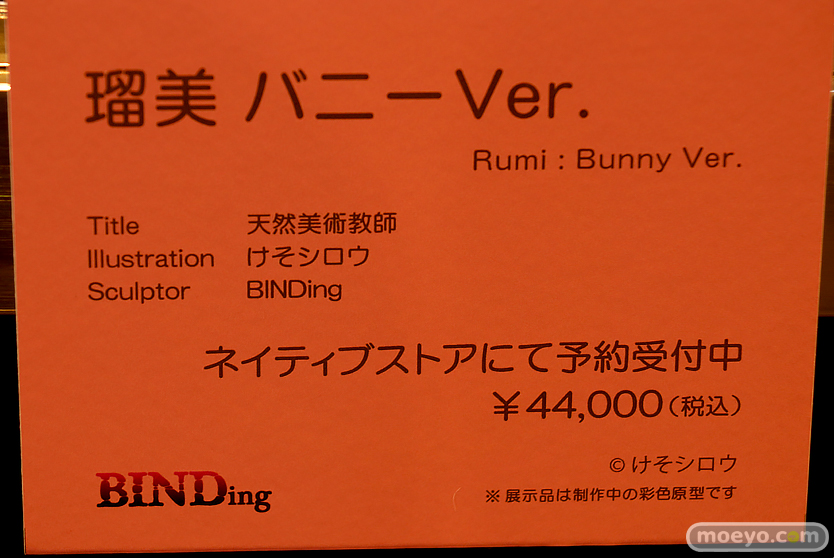 瑠美 バニーVer.
Rumi : Bunny Ver.
Title 天然美術教師
Illustration けそシロウ
Sculptor BINDing
ネイティブストアにて予約受付中
￥44,000(税込)
© けそシロウ
BINDing
※展示品は制作中の彩色原型です
moeyo.com